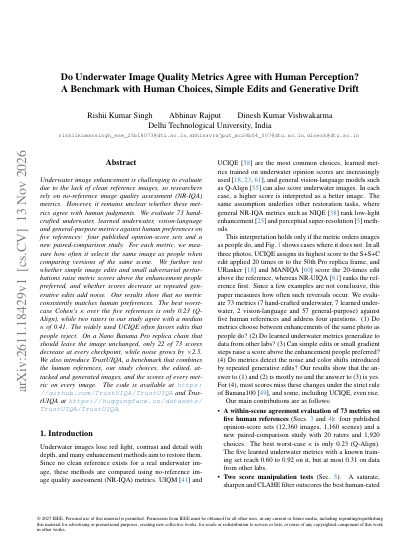 Do Underwater Image Quality Metrics Agree with Human Perception?
A Benchmark with Human Choices, Simple Edits and Generative Drift
Rishii Kumar Singh Abhinav Rajput Dinesh Kumar Vishwakarma
Delhi Technological University, India
arXiv:2611.18429v1 [cs.CV] 13 Nov 2026
Abstract
Underwater image enhancement is challenging to evaluate
due to the lack of clear reference images, so researchers
rely on no-reference image quality assessment (NR-IQA)
metrics. However, it remains unclear whether these met-
rics agree with human judgments. We evaluate 73 hand-
crafted underwater, learned underwater, vision-language
and general-purpose metrics against human preferences on
five references: four published opinion-score sets and a
new paired-comparison study. For each metric, we mea-
sure how often it selects the same image as people when
comparing versions of the same scene. We further test
whether simple image edits and small adversarial pertur-
bations raise metric scores above the enhancement people
preferred, and whether scores decrease as repeated gener-
ative edits add noise. Our results show that no metric
consistently matches human preferences. The best worst-
case Cohen's κ over the five references is only 0.23 (Q-
Align), while two raters in our study agree with a median
κ of 0.41. The widely used UCIQE often favors edits that
people reject. On a Nano Banana Pro replay chain that
should leave the image unchanged, only 22 of 73 scores
decrease at every checkpoint, while noise grows by ×2.5.
We also introduce TrustUIQA, a benchmark that combines
the human references, our study choices, the edited, at-
tacked and generated images, and the scores of every met-
ric on every image. The code is available at https:
//github.com/TrustUIQA/TrustUIQA and Trus-
tUIQA at https://huggingface.co/datasets/
TrustUIQA/TrustUIQA.
1. Introduction
Underwater images lose red light, contrast and detail with
depth, and many enhancement methods aim to restore them.
Since no clean reference exists for a real underwater im-
age, these methods are compared using no-reference im-
age quality assessment (NR-IQA) metrics. UIQM [41] and
UCIQE [58] are the most common choices, learned met-
rics trained on underwater opinion scores are increasingly
used [18, 23, 61], and general vision-language models such
as Q-Align [55] can also score underwater images. In each
case, a higher score is interpreted as a better image. The
same assumption underlies other restoration tasks, where
general NR-IQA metrics such as NIQE [38] rank low-light
enhancement [25] and perceptual super-resolution [5] meth-
ods.
This interpretation holds only if the metric orders images
as people do, and Fig. 1 shows cases where it does not. In all
three photos, UCIQE assigns its highest score to the S+S+C
edit applied 20 times or to the 50th Pro replay frame, and
URanker [18] and MANIQA [60] score the 20-times edit
above the reference, whereas NR-UIQA [61] ranks the ref-
erence first. Since a few examples are not conclusive, this
paper measures how often such reversals occur. We evalu-
ate 73 metrics (7 hand-crafted underwater, 7 learned under-
water, 2 vision-language and 57 general-purpose) against
five human references and address four questions. (1) Do
metrics choose between enhancements of the same photo as
people do? (2) Do learned underwater metrics generalize to
data from other labs? (3) Can simple edits or small gradient
steps raise a score above the enhancement people preferred?
(4) Do metrics detect the noise and color shifts introduced
by repeated generative edits? Our results show that the an-
swer to (1) and (2) is mostly no and the answer to (3) is yes.
For (4), most scores miss changes under the strict rule of
Banana100 [49], and some, including UCIQE, even rise.
Our main contributions are as follows:
• A within-scene agreement evaluation of 73 metrics on
five human references (Secs. 3 and 4): four published
opinion-score sets (12,360 images, 1,160 scenes) and a
new paired-comparison study with 20 raters and 1,920
choices. The best worst-case κ is only 0.23 (Q-Align).
The five learned underwater metrics with a known train-
ing set reach 0.60 to 0.92 on it, but at most 0.31 on data
from other labs.
• Two score manipulation tests (Sec. 5). A saturate,
sharpen and CLAHE filter outscores the best-rated human